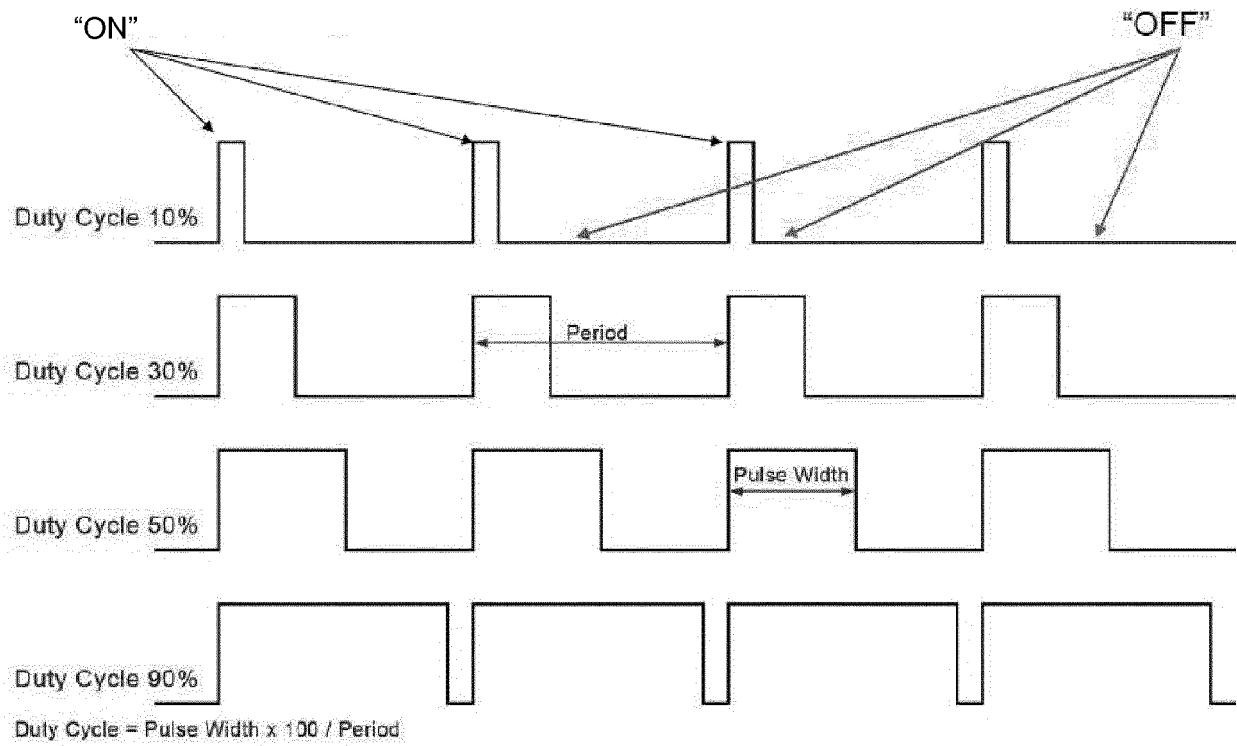 “ON”
“OFF”
Duty Cycle 10%
Period
Duty Cycle 30%
Pulse Width
Duty Cycle 50%
Duty Cycle 90%
Duty Cycle = Pulse Width x 100 / Period